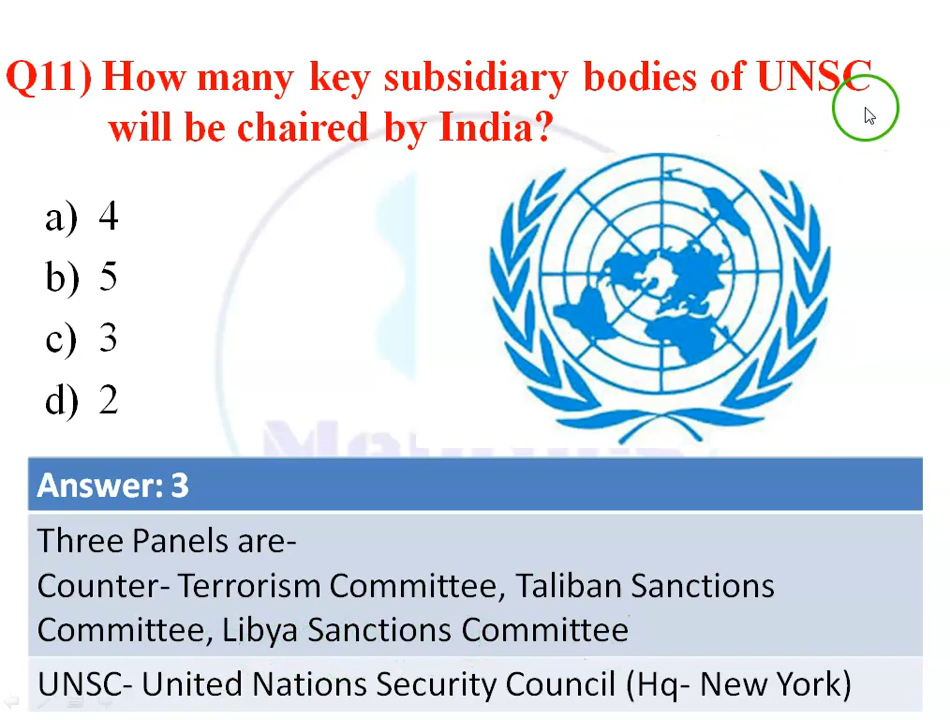 Q11) How many key subsidiary bodies of UNSC
will be chaired by India?
a) 4
b) 5
c) 3
d) 2
Answer: 3
Three Panels are-
Counter- Terrorism Committee, Taliban Sanctions
Committee, Libya Sanctions Committee
UNSC- United Nations Security Council (Hq- New York)